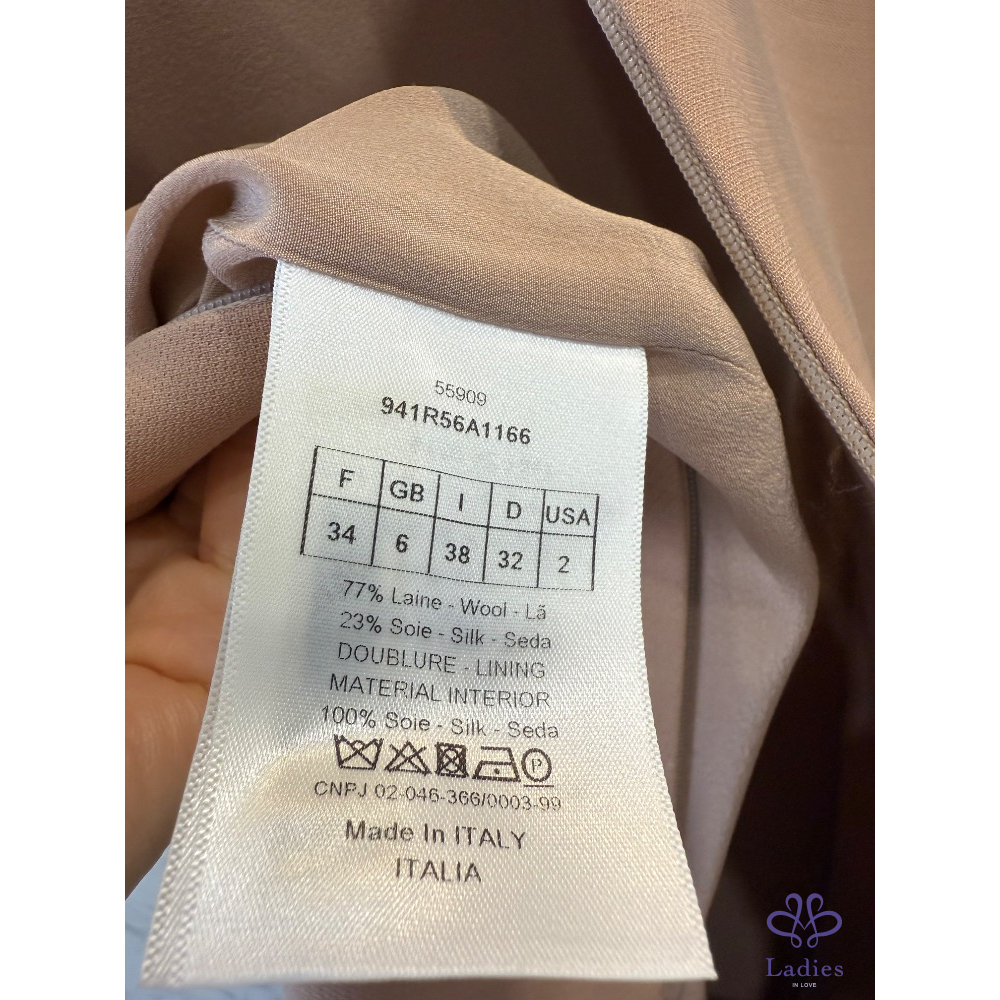 55909
941R56A1166
F GB I D USA
34 6 38 32 2
77% Laine - Wool - Lã
23% Soie - Silk - Seda
DOUBLURE - LINING
MATERIAL INTERIOR
100% Soie - Silk - Seda
P
CNPJ 02-046-366/0003-99
Made In ITALY
ITALIA
Ladies
IN LOVE